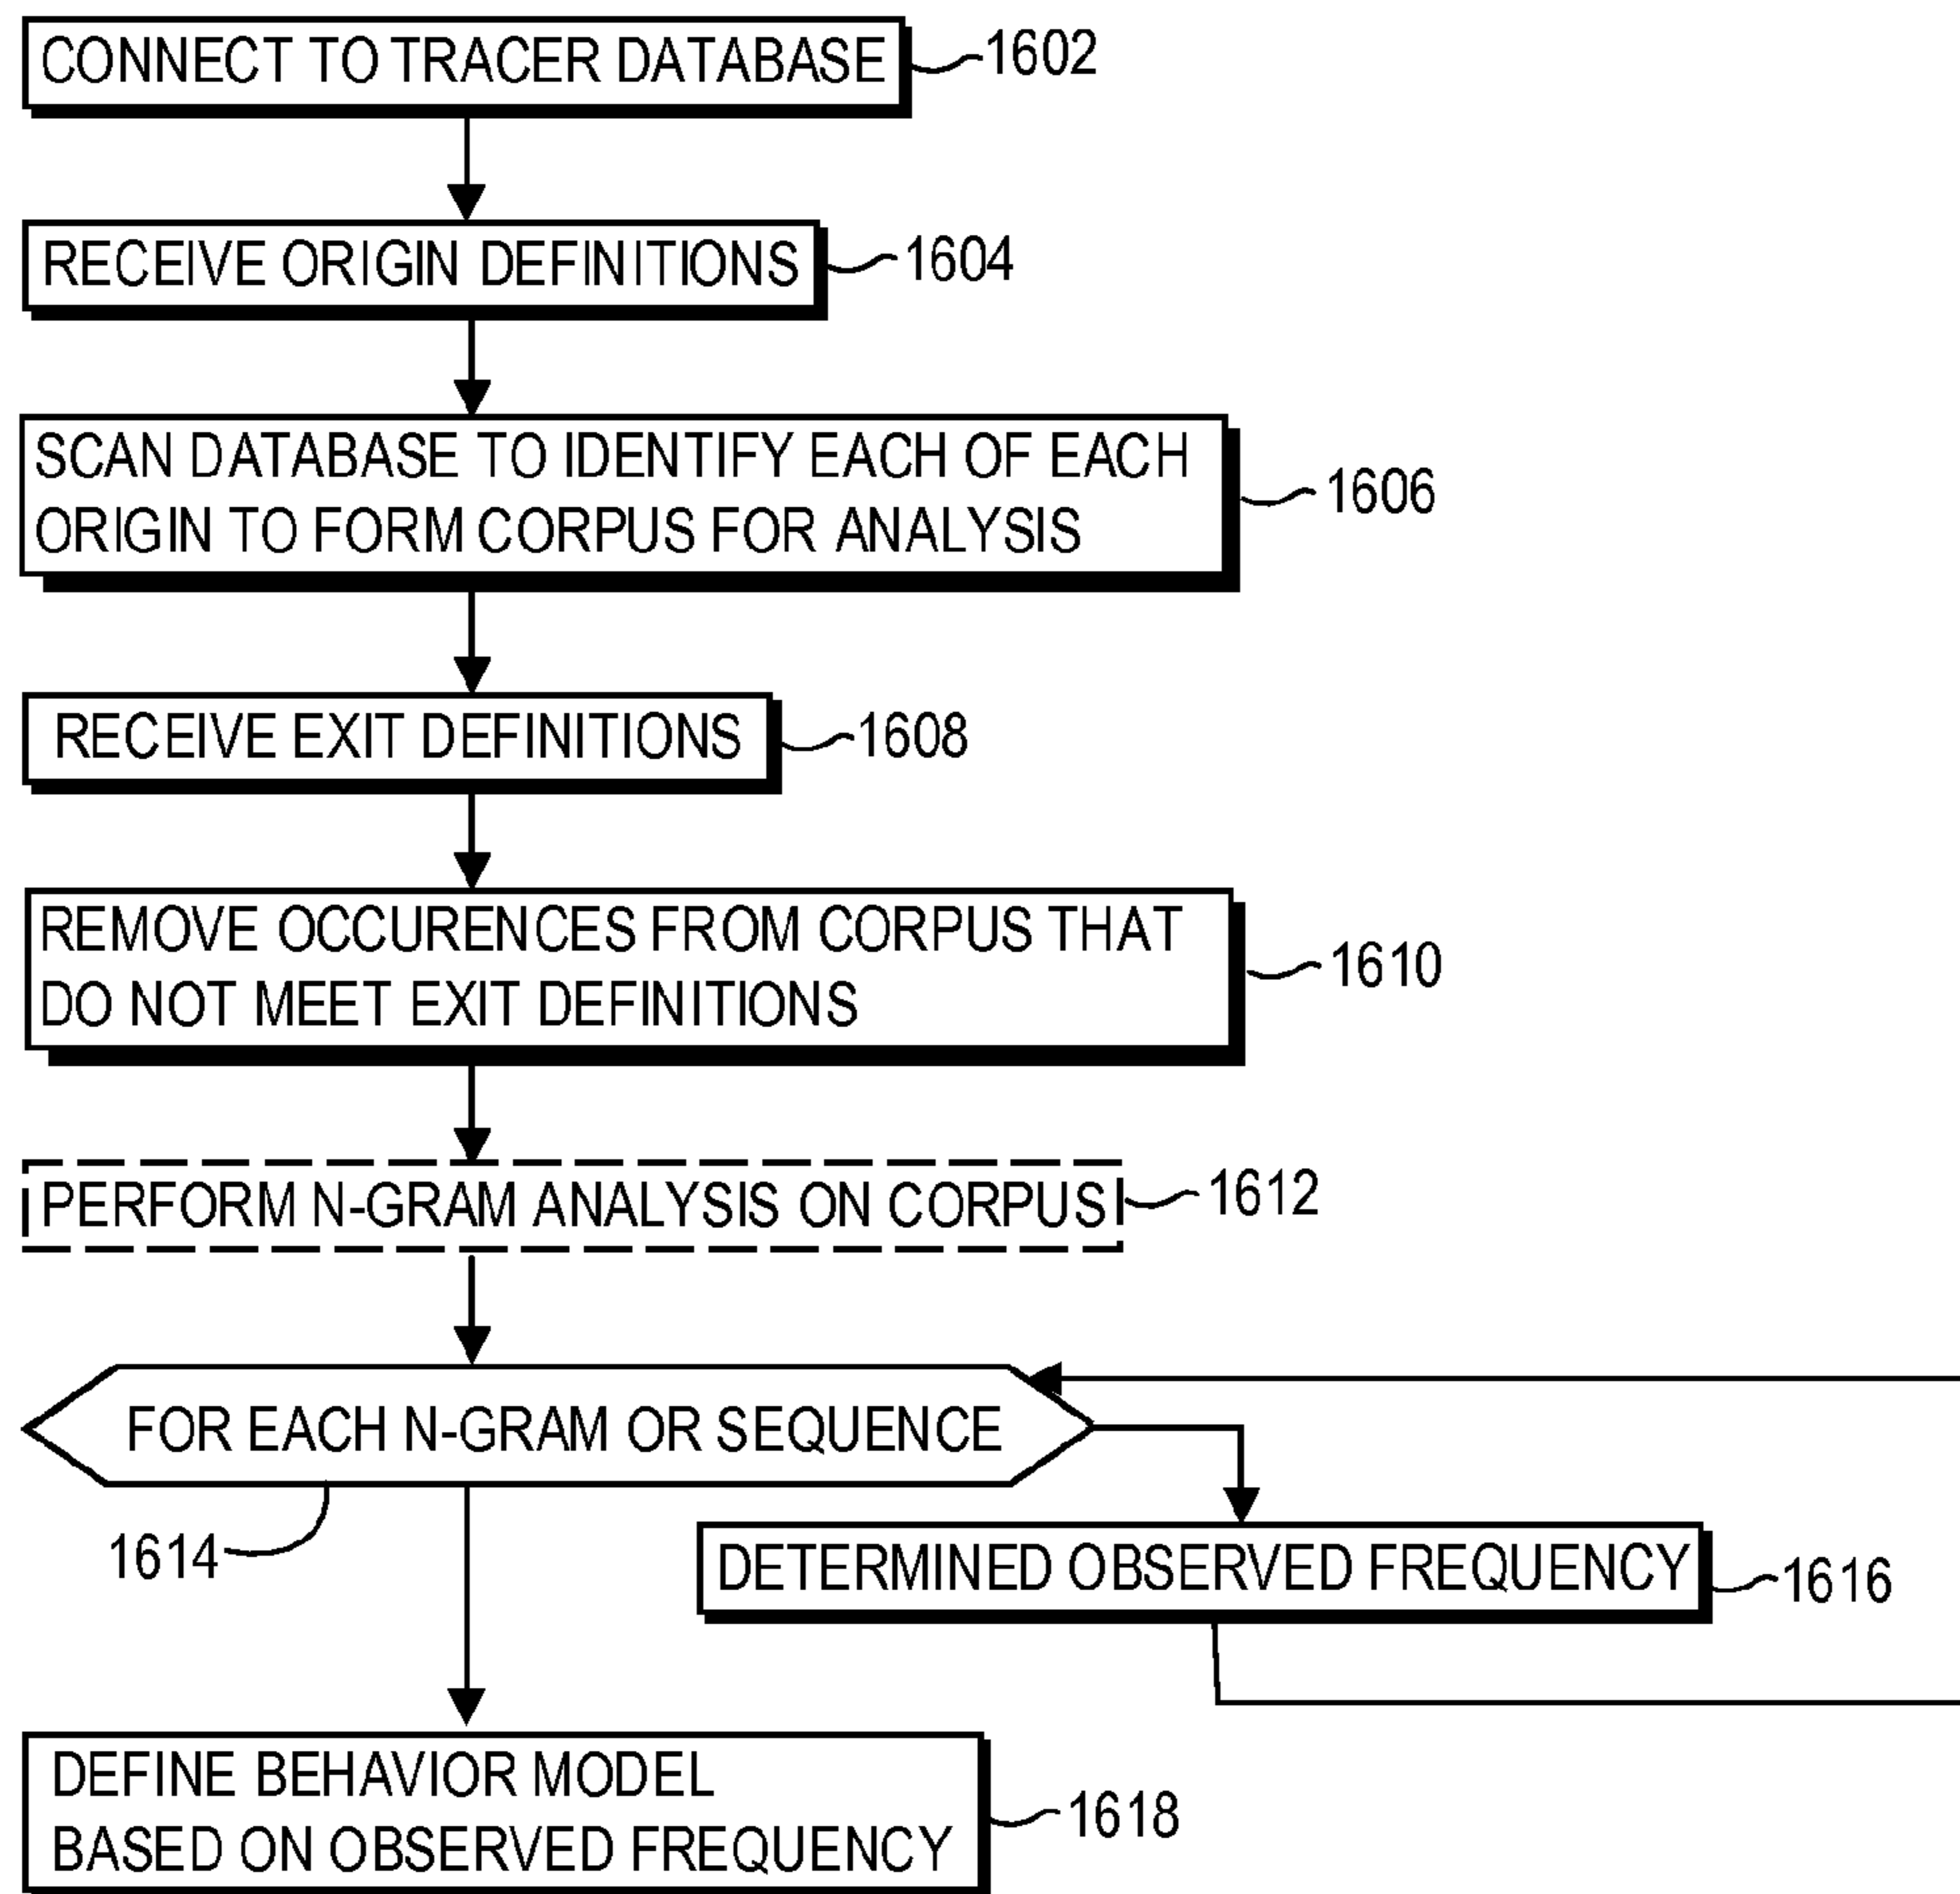 CONNECT TO TRACER DATABASE
1602
RECEIVE ORIGIN DEFINITIONS
1604
SCAN DATABASE TO IDENTIFY EACH OF EACH
ORIGIN TO FORM CORPUS FOR ANALYSIS
1606
RECEIVE EXIT DEFINITIONS
1608
REMOVE OCCURENCES FROM CORPUS THAT
DO NOT MEET EXIT DEFINITIONS
1610
PERFORM N-GRAM ANALYSIS ON CORPUS
1612
FOR EACH N-GRAM OR SEQUENCE
1614
DETERMINED OBSERVED FREQUENCY
1616
DEFINE BEHAVIOR MODEL
BASED ON OBSERVED FREQUENCY
1618